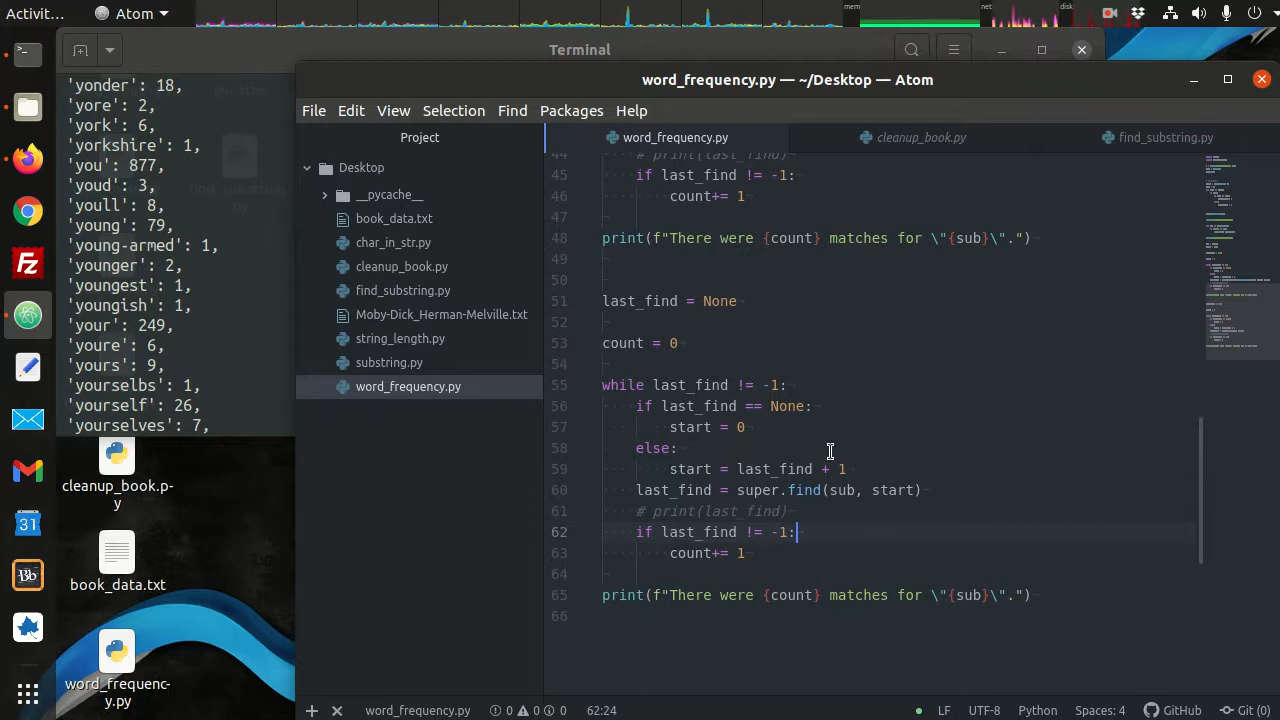 Activit...
Atom
mem
net
disk
Terminal
'yonder': 18,
'yore': 2,
'york': 6,
'yorkshire': 1,
'you': 877,
'youd': 3,
'youll': 8,
'young': 79,
'young-armed': 1,
'younger': 2,
'youngest': 1,
'youngish': 1,
'your': 249,
'youre': 6,
'yours': 9,
'yourselbs': 1,
'yourself': 26,
'yourselves': 7,
cleanup_book.p-
y
book_data.txt
word_frequenc-
y.py
word_frequency.py — ~/Desktop — Atom
File Edit View Selection Find Packages Help
Project
Desktop
__pycache__
book_data.txt
char_in_str.py
cleanup_book.py
find_substring.py
Moby-Dick_Herman-Melville.txt
string_length.py
substring.py
word_frequency.py
word_frequency.py
cleanup_book.py
find_substring.py
44 # print(last_find)
45 if last_find != -1:
46 count+= 1
47
48 print(f"There were {count} matches for \"{sub}\".")
49
50
51 last_find = None
52
53 count = 0
54
55 while last_find != -1:
56 if last_find == None:
57 start = 0
58 else:
59 start = last_find + 1
60 last_find = super.find(sub, start)
61 # print(last_find)
62 if last_find != -1:
63 count+= 1
64
65 print(f"There were {count} matches for \"{sub}\".")
66
word_frequency.py 0 0 0 62:24
LF UTF-8 Python Spaces: 4 GitHub Git (0)